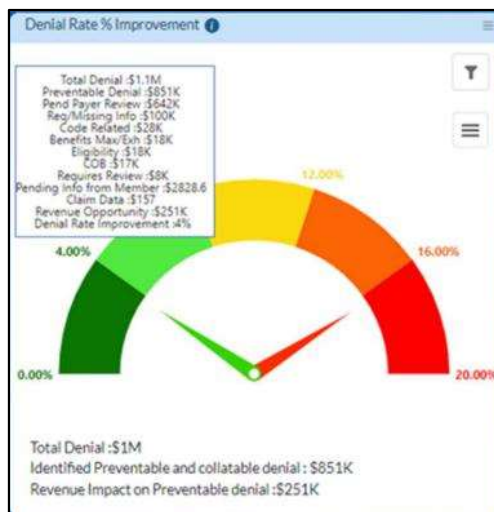 Denial Rate % Improvement
Total Denial :$1.1M
Preventable Denial :$851K
Pend Payer Review :$642K
Req/Missing Info :$100K
Code Related :$28K
Benefits Max/Exh :$18K
Eligibility :$18K
COB :$17K
Requires Review :$8K
Pending Info from Member :$2828.6
Claim Data :$157
Revenue Opportunity :$251K
Denial Rate Improvement :4%
12.00%
4.00%
16.00%
0.00%
20.00%
Total Denial :$1M
Identified Preventable and collatable denial : $851K
Revenue Impact on Preventable denial :$251K